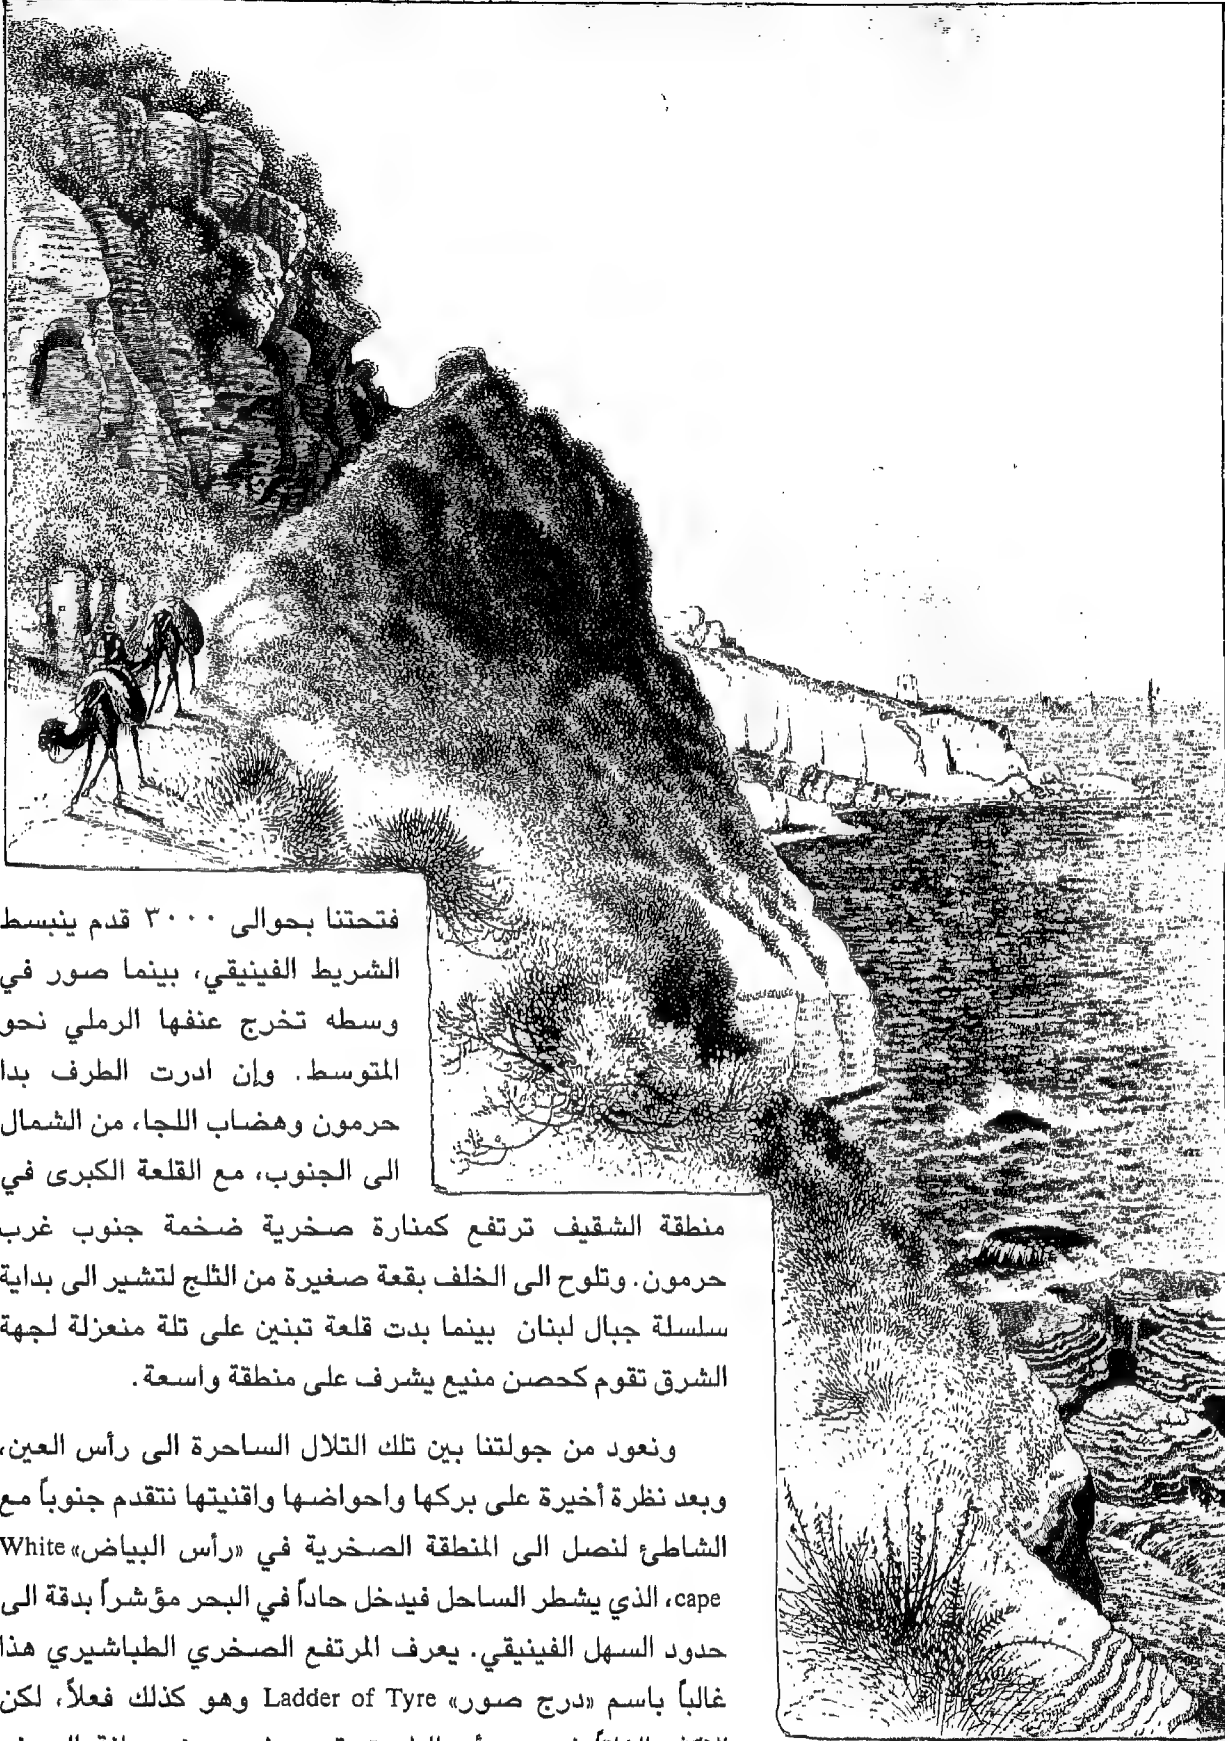 فتحتنا بحوالى ٣٠٠٠ قدم ينبسط
الشريط الفينيقي، بينما صور في
وسطه تخرج عنفها الرملي نحو
المتوسط. وإن ادرت الطرف بدا
حرمون وهضاب اللجا، من الشمال
الى الجنوب، مع القلعة الكبرى في
منطقة الشقيف ترتفع كمنارة صخرية ضخمة جنوب غرب
حرمون. وتلوح الى الخلف بقعة صغيرة من الثلج لتشير الى بداية
سلسلة جبال لبنان بينما بدت قلعة تبنين على تلة منعزلة لجهة
الشرق تقوم كحصن منيع يشرف على منطقة واسعة.
ونعود من جولتنا بين تلك التلال الساحرة الى رأس العين،
وبعد نظرة أخيرة على بركها واحواضها واقنيتها نتقدم جنوباً مع
الشاطئ لنصل الى المنطقة الصخرية في «رأس البياض» White
cape، الذي يشطر الساحل فيدخل حاداً في البحر مؤشراً بدقة الى
حدود السهل الفينيقي. يعرف المرتفع الصخري الطباشيري هذا
غالباً باسم «درج صور» Ladder of Tyre وهو كذلك فعلاً، لكن